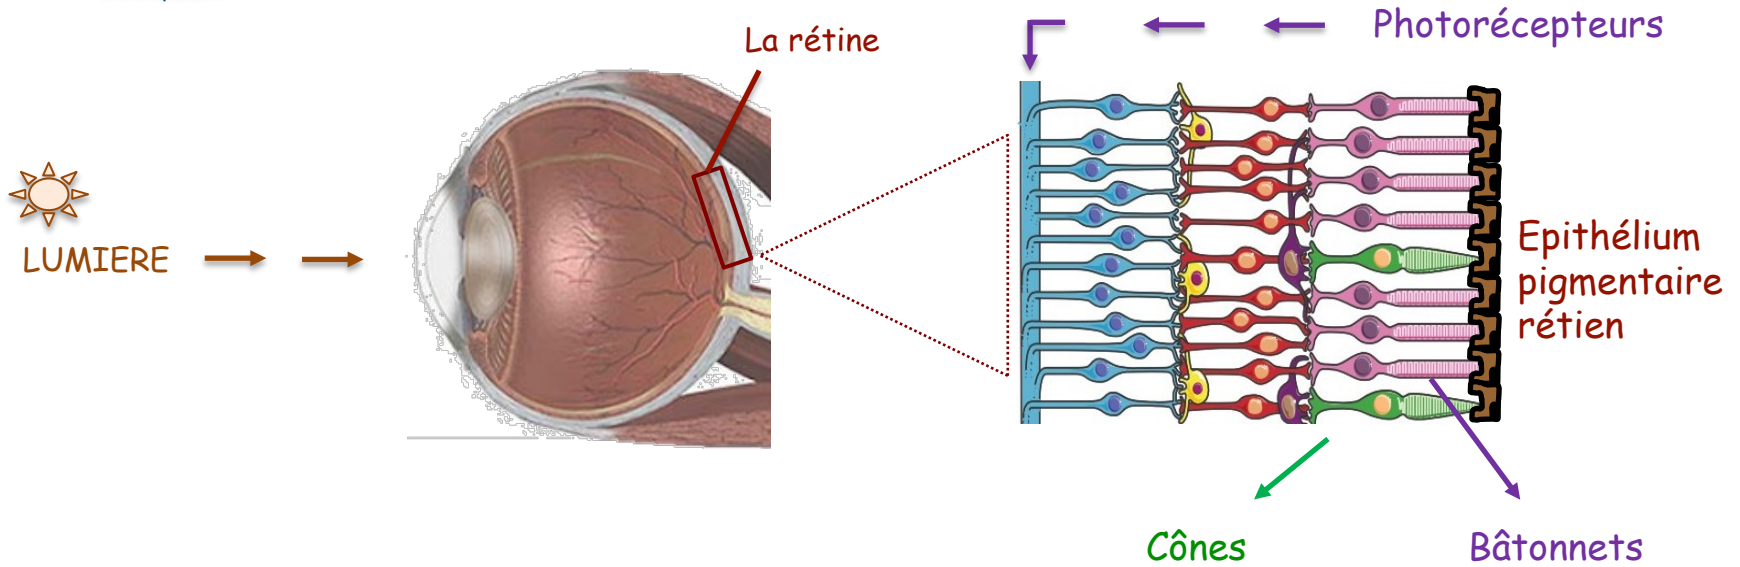 Photorécepteurs
La rétine
LUMIERE
Epithélium
pigmentaire
rétien
Cônes
Bâtonnets